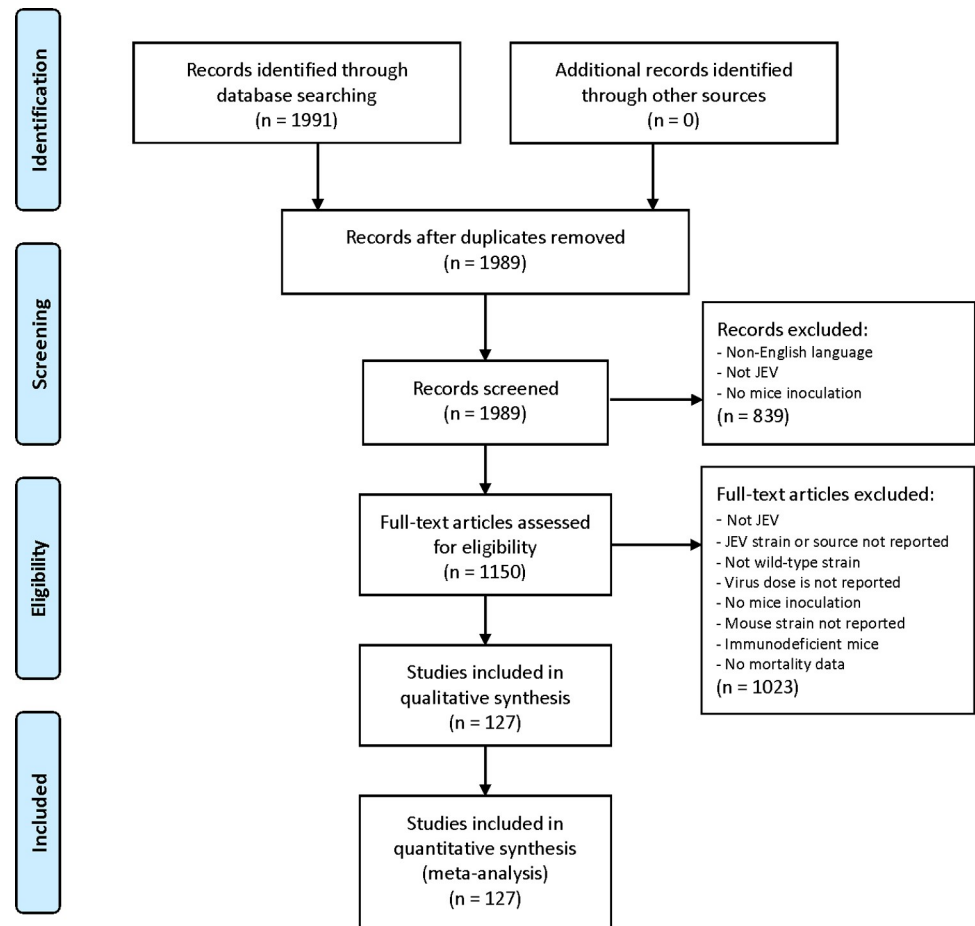 Identification
Records identified through
database searching
(n = 1991)
Additional records identified
through other sources
(n = 0)
Records after duplicates removed
(n = 1989)
Screening
Records screened
(n = 1989)
Records excluded:
- Non-English language
- Not JEV
- No mice inoculation
(n = 839)
Eligibility
Full-text articles assessed
for eligibility
(n = 1150)
Full-text articles excluded:
- Not JEV
- JEV strain or source not reported
- Not wild-type strain
- Virus dose is not reported
- No mice inoculation
- Mouse strain not reported
- Immunodeficient mice
- No mortality data
(n = 1023)
Studies included in
qualitative synthesis
(n = 127)
Included
Studies included in
quantitative synthesis
(meta-analysis)
(n = 127)